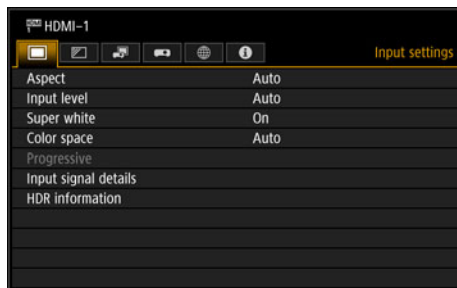 HDMI-1
Input settings
Aspect Auto
Input level Auto
Super white On
Color space Auto
Progressive
Input signal details
HDR information